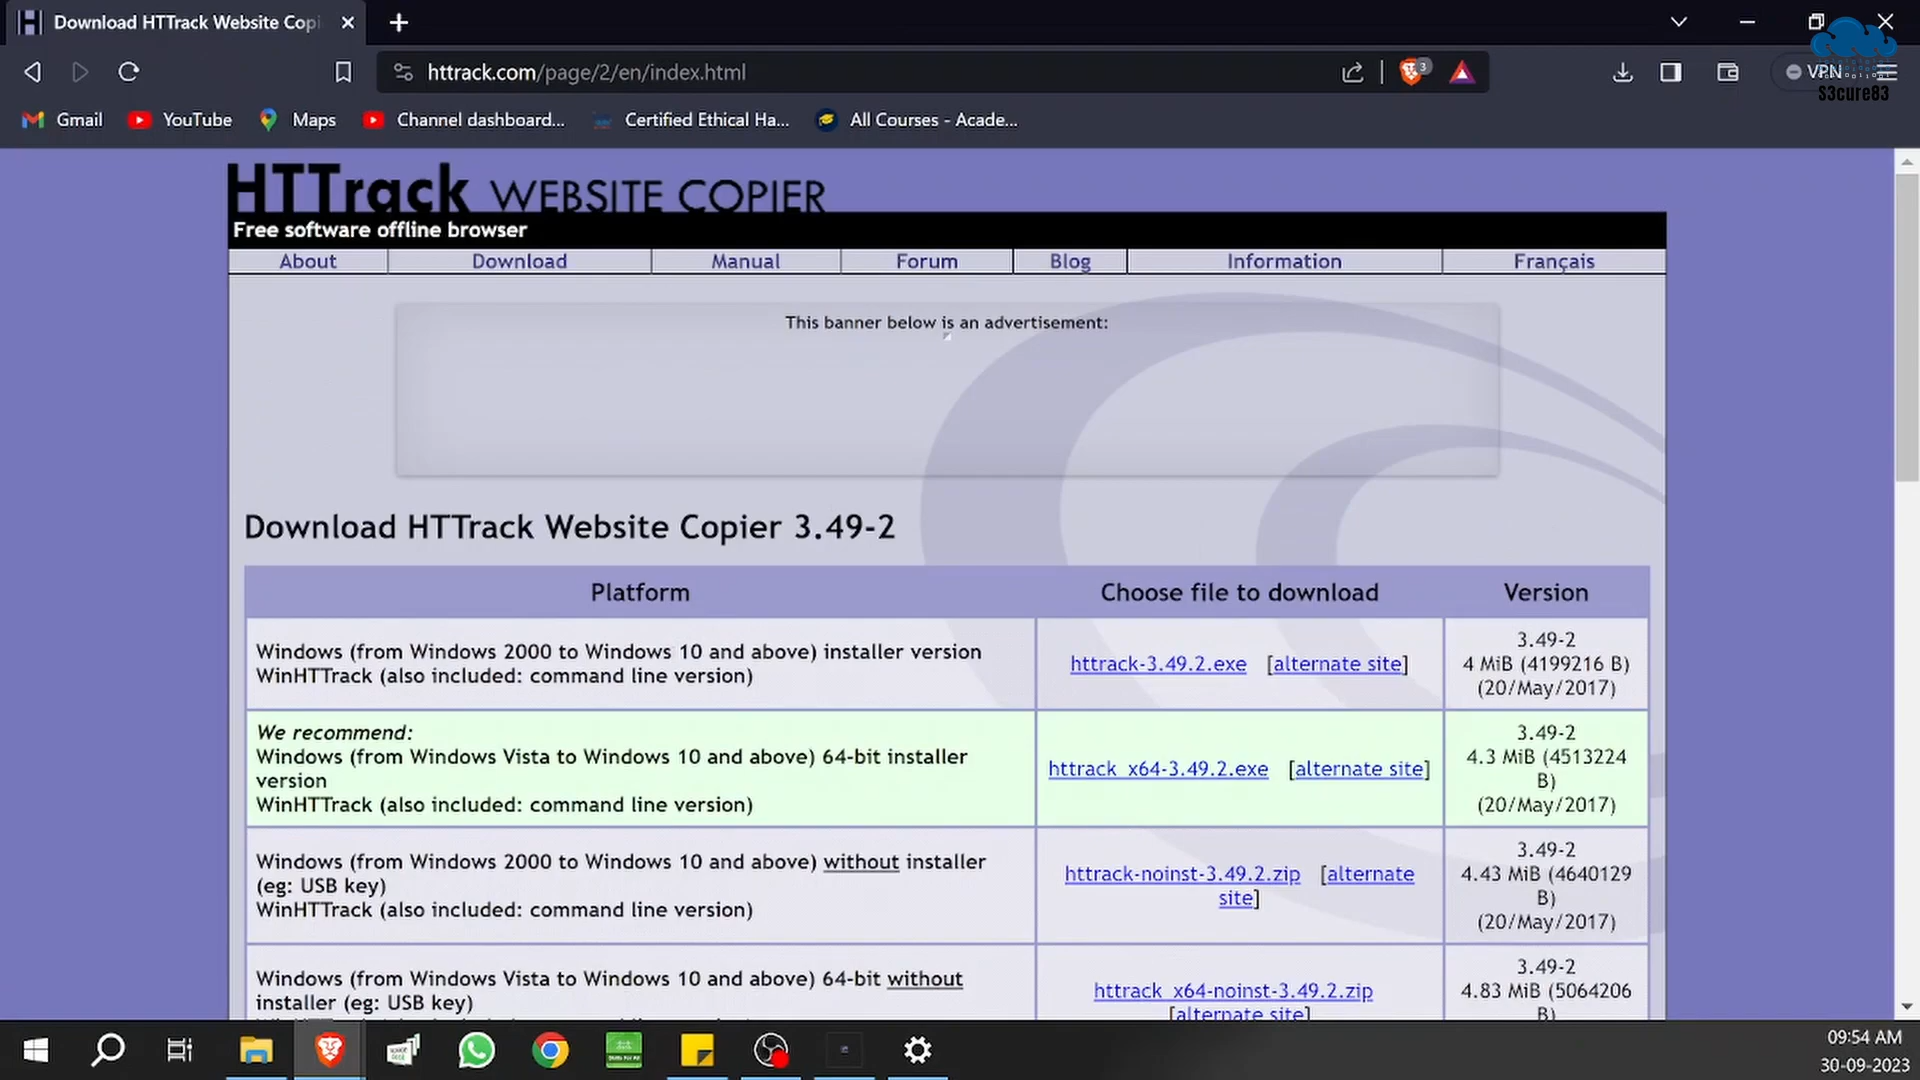 Download HTTrack Website Copi
httrack.com/page/2/en/index.html
3
VPN
S3cure83
Gmail
YouTube
Maps
Channel dashboard...
Certified Ethical Ha...
All Courses - Acade...
HTTrack WEBSITE COPIER
Free software offline browser
About
Download
Manual
Forum
Blog
Information
Français
This banner below is an advertisement:
Download HTTrack Website Copier 3.49-2
Platform
Choose file to download
Version
Windows (from Windows 2000 to Windows 10 and above) installer version
WinHTTrack (also included: command line version)
httrack-3.49.2.exe [alternate site]
3.49-2
4 MiB (4199216 B)
(20/May/2017)
We recommend:
Windows (from Windows Vista to Windows 10 and above) 64-bit installer
version
WinHTTrack (also included: command line version)
httrack_x64-3.49.2.exe [alternate site]
3.49-2
4.3 MiB (4513224
B)
(20/May/2017)
Windows (from Windows 2000 to Windows 10 and above) without installer
(eg: USB key)
WinHTTrack (also included: command line version)
httrack-noinst-3.49.2.zip [alternate
site]
3.49-2
4.43 MiB (4640129
B)
(20/May/2017)
Windows (from Windows Vista to Windows 10 and above) 64-bit without
installer (eg: USB key)
httrack_x64-noinst-3.49.2.zip
[alternate site]
3.49-2
4.83 MiB (5064206
B)
09:54 AM
30-09-2023